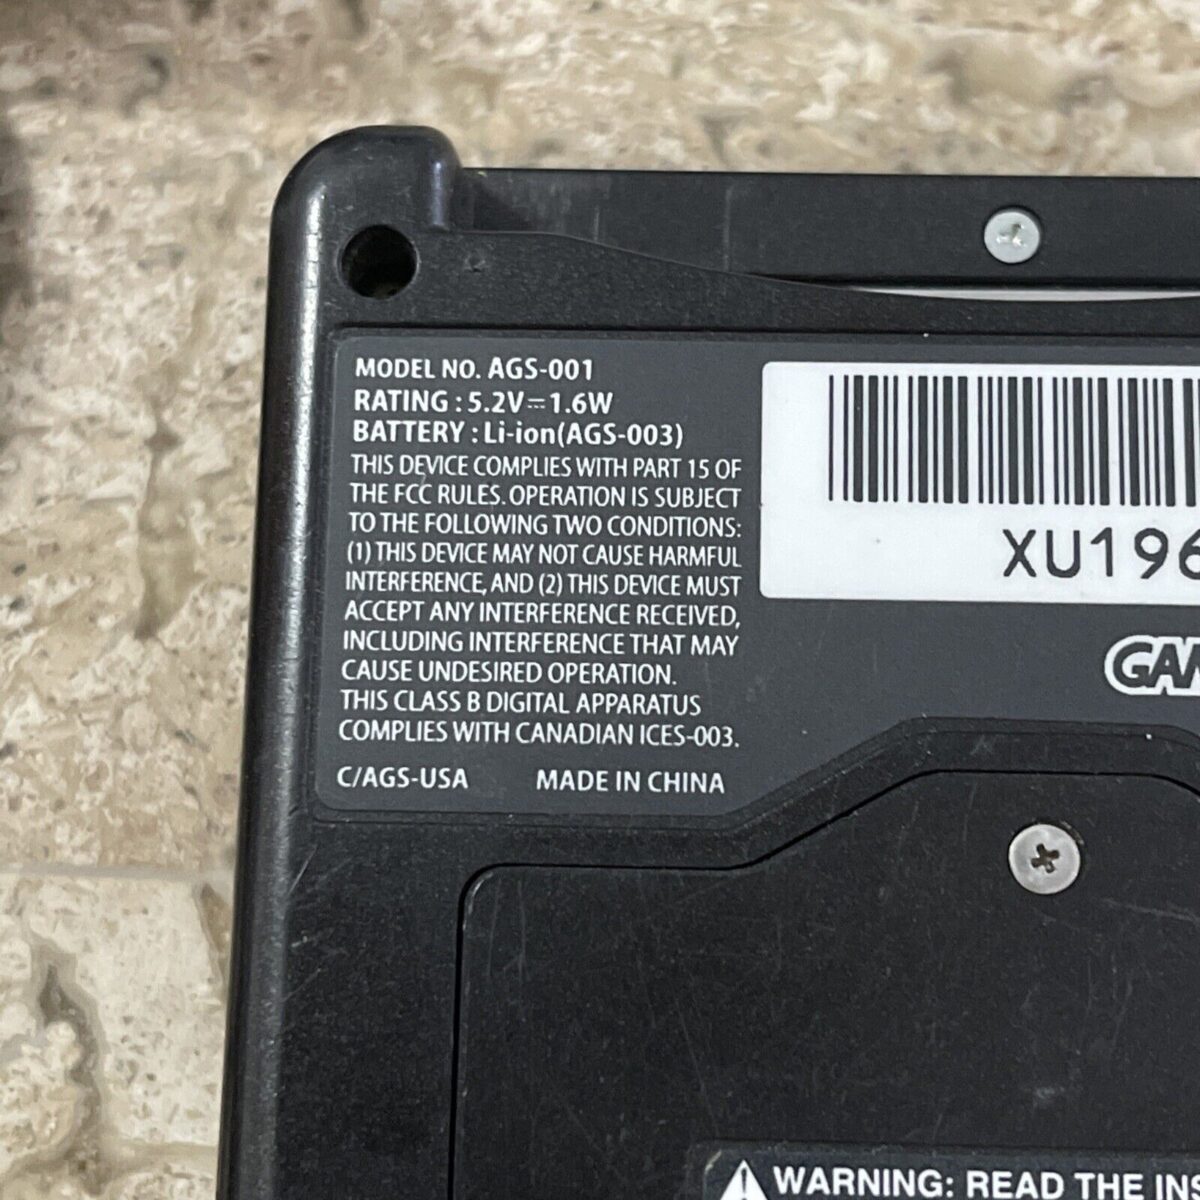 MODEL NO. AGS-001
RATING : 5.2V⎓1.6W
BATTERY : Li-ion(AGS-003)
THIS DEVICE COMPLIES WITH PART 15 OF
THE FCC RULES. OPERATION IS SUBJECT
TO THE FOLLOWING TWO CONDITIONS:
(1) THIS DEVICE MAY NOT CAUSE HARMFUL
INTERFERENCE, AND (2) THIS DEVICE MUST
ACCEPT ANY INTERFERENCE RECEIVED,
INCLUDING INTERFERENCE THAT MAY
CAUSE UNDESIRED OPERATION.
THIS CLASS B DIGITAL APPARATUS
COMPLIES WITH CANADIAN ICES-003.
C/AGS-USA MADE IN CHINA
XU196
GAM
WARNING: READ THE INS